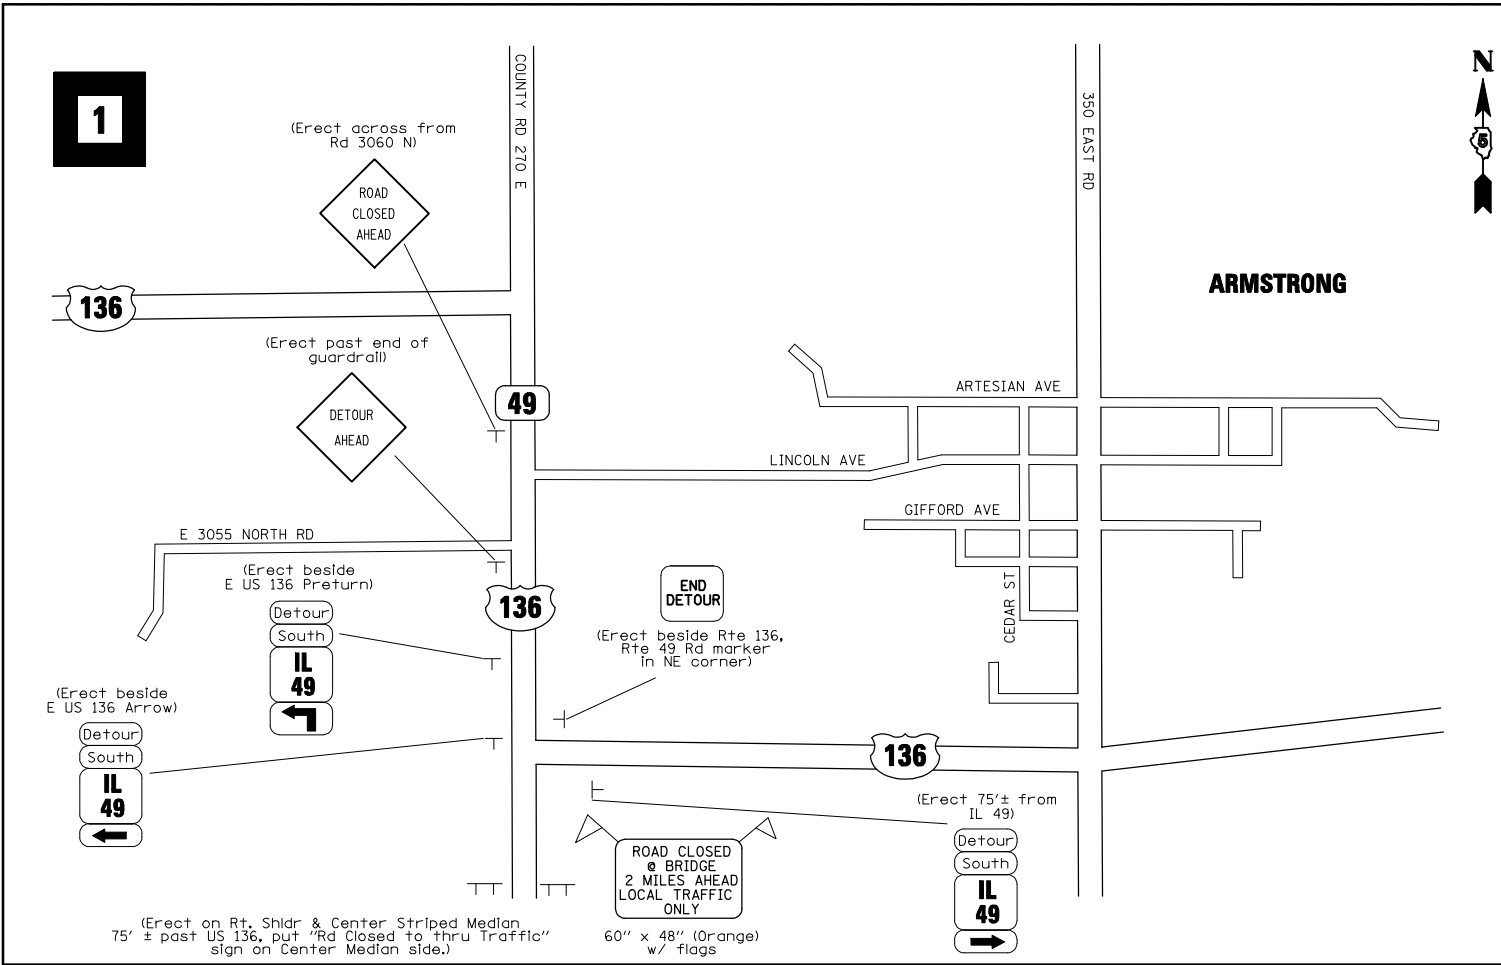 1
N
5
COUNTY RD 270 E
350 EAST RD
(Erect across from
Rd 3060 N)
ROAD
CLOSED
AHEAD
ARMSTRONG
136
(Erect past end of
guardrail)
DETOUR
AHEAD
49
ARTESIAN AVE
LINCOLN AVE
GIFFORD AVE
CEDAR ST
E 3055 NORTH RD
(Erect beside
E US 136 Preturn)
Detour
South
IL
49
136
END
DETOUR
(Erect beside Rte 136,
Rte 49 Rd marker
in NE corner)
(Erect beside
E US 136 Arrow)
Detour
South
IL
49
136
(Erect 75'± from
IL 49)
Detour
South
IL
49
ROAD CLOSED
@ BRIDGE
2 MILES AHEAD
LOCAL TRAFFIC
ONLY
60" x 48" (Orange)
w/ flags
(Erect on Rt. Shldr & Center Striped Median
75' ± past US 136, put "Rd Closed to thru Traffic"
sign on Center Median side.)